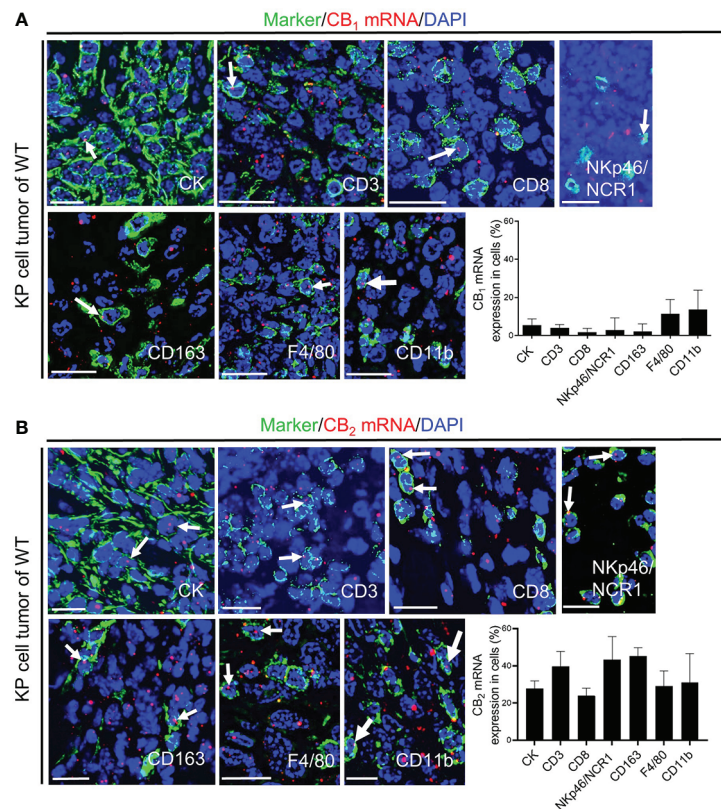 A
Marker/CB1 mRNA/DAPI
KP cell tumor of WT
CK
CD3
CD8
NKp46/
NCR1
CD163
F4/80
CD11b
CB1 mRNA
expression in cells (%)
60
40
20
0
CK
CD3
CD8
NKp46/NCR1
CD163
F4/80
CD11b
B
Marker/CB2 mRNA/DAPI
KP cell tumor of WT
CK
CD3
CD8
NKp46/
NCR1
CD163
F4/80
CD11b
CB2 mRNA
expression in cells (%)
60
40
20
0
CK
CD3
CD8
NKp46/NCR1
CD163
F4/80
CD11b